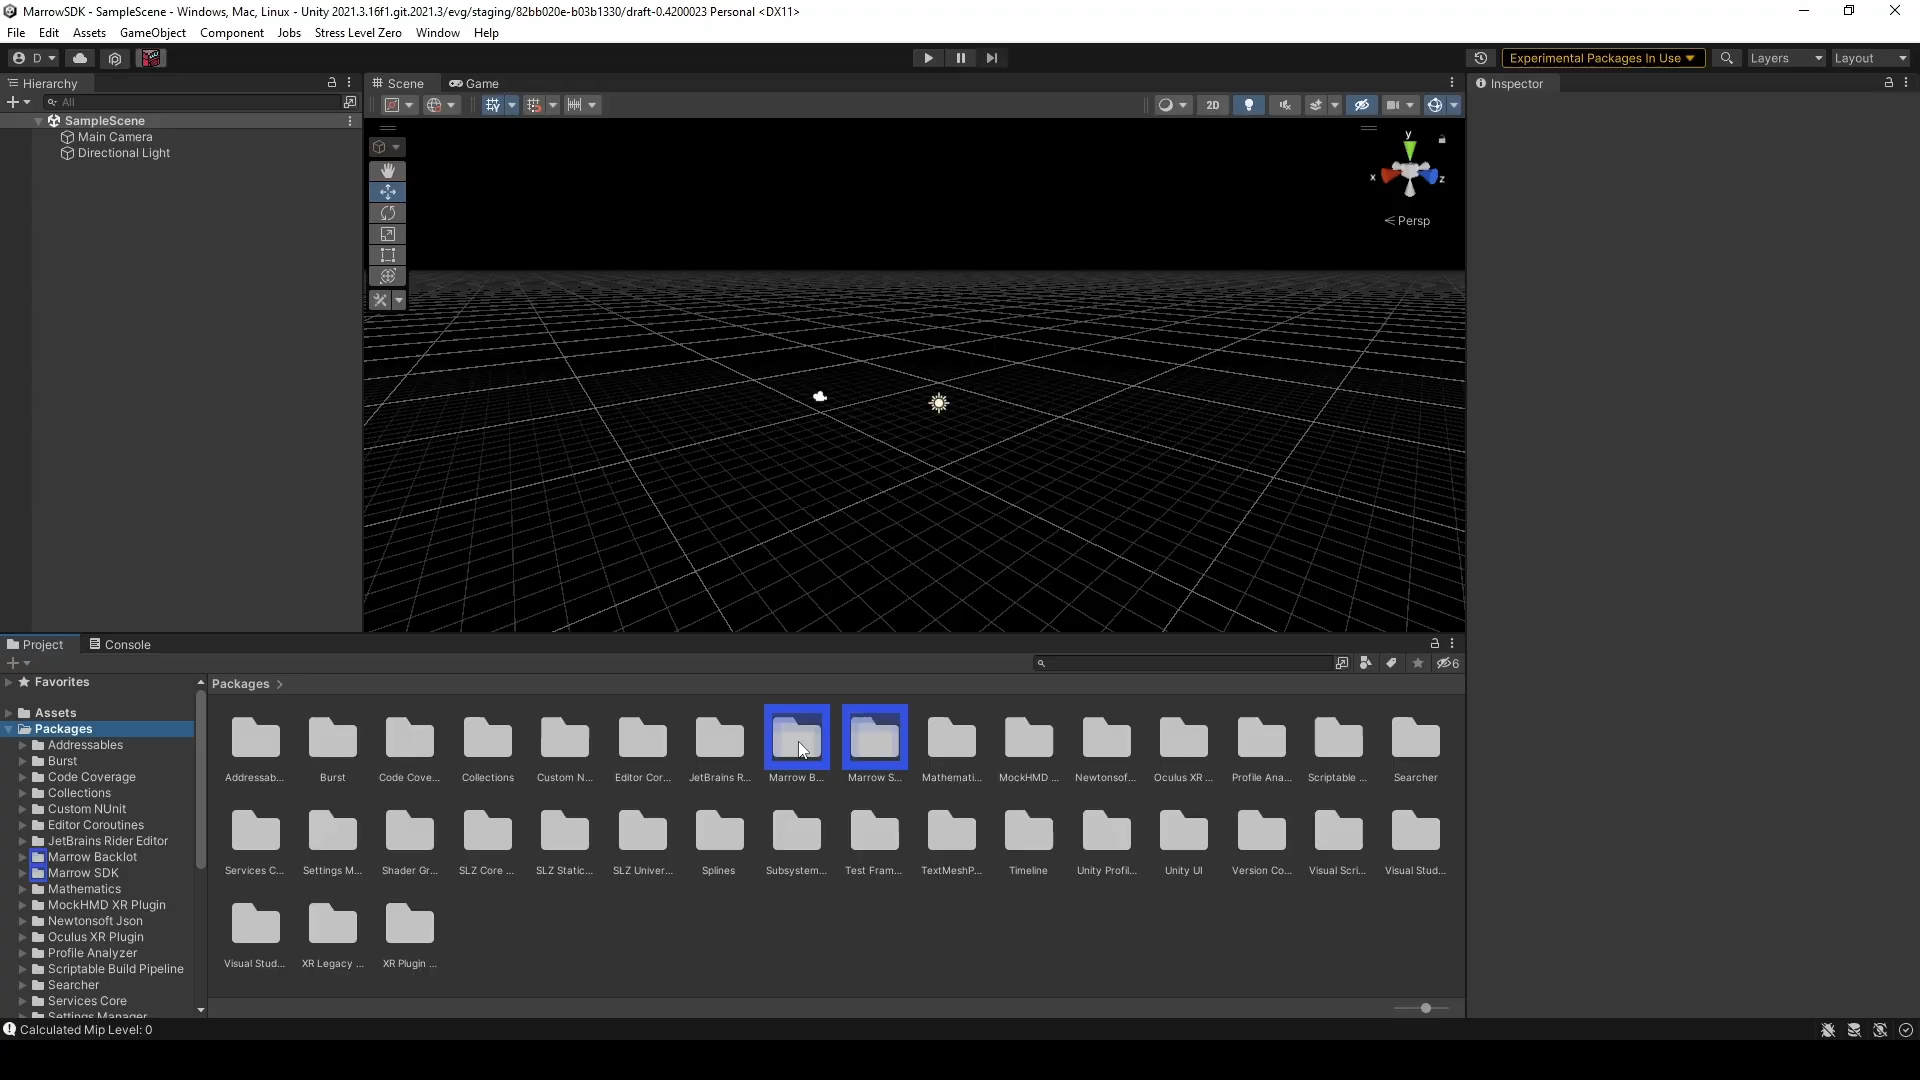 MarrowSDK - SampleScene - Windows, Mac, Linux - Unity 2021.3.16f1.git.2021.3/evg/staging/82bb020e-b03b1330/draft-0.4200023 Personal <DX11>
File Edit Assets GameObject Component Jobs Stress Level Zero Window Help
D
Experimental Packages In Use
Layers
Layout
Hierarchy
All
SampleScene
Main Camera
Directional Light
Scene
Game
2D
y
x
z
Persp
Inspector
Project
Console
6
Favorites
Assets
Packages
Addressables
Burst
Code Coverage
Collections
Custom NUnit
Editor Coroutines
JetBrains Rider Editor
Marrow Backlot
Marrow SDK
Mathematics
MockHMD XR Plugin
Newtonsoft Json
Oculus XR Plugin
Profile Analyzer
Scriptable Build Pipeline
Searcher
Services Core
Settings Manager
Packages
Addressab... Burst Code Cove... Collections Custom N... Editor Cor... JetBrains R... Marrow B... Marrow S... Mathemati... MockHMD ... Newtonsof... Oculus XR ... Profile Ana... Scriptable ... Searcher
Services C... Settings M... Shader Gr... SLZ Core ... SLZ Static... SLZ Univer... Splines Subsystem... Test Fram... TextMeshP... Timeline Unity Profil... Unity UI Version Co... Visual Scri... Visual Stud...
Visual Stud... XR Legacy ... XR Plugin ...
Calculated Mip Level: 0